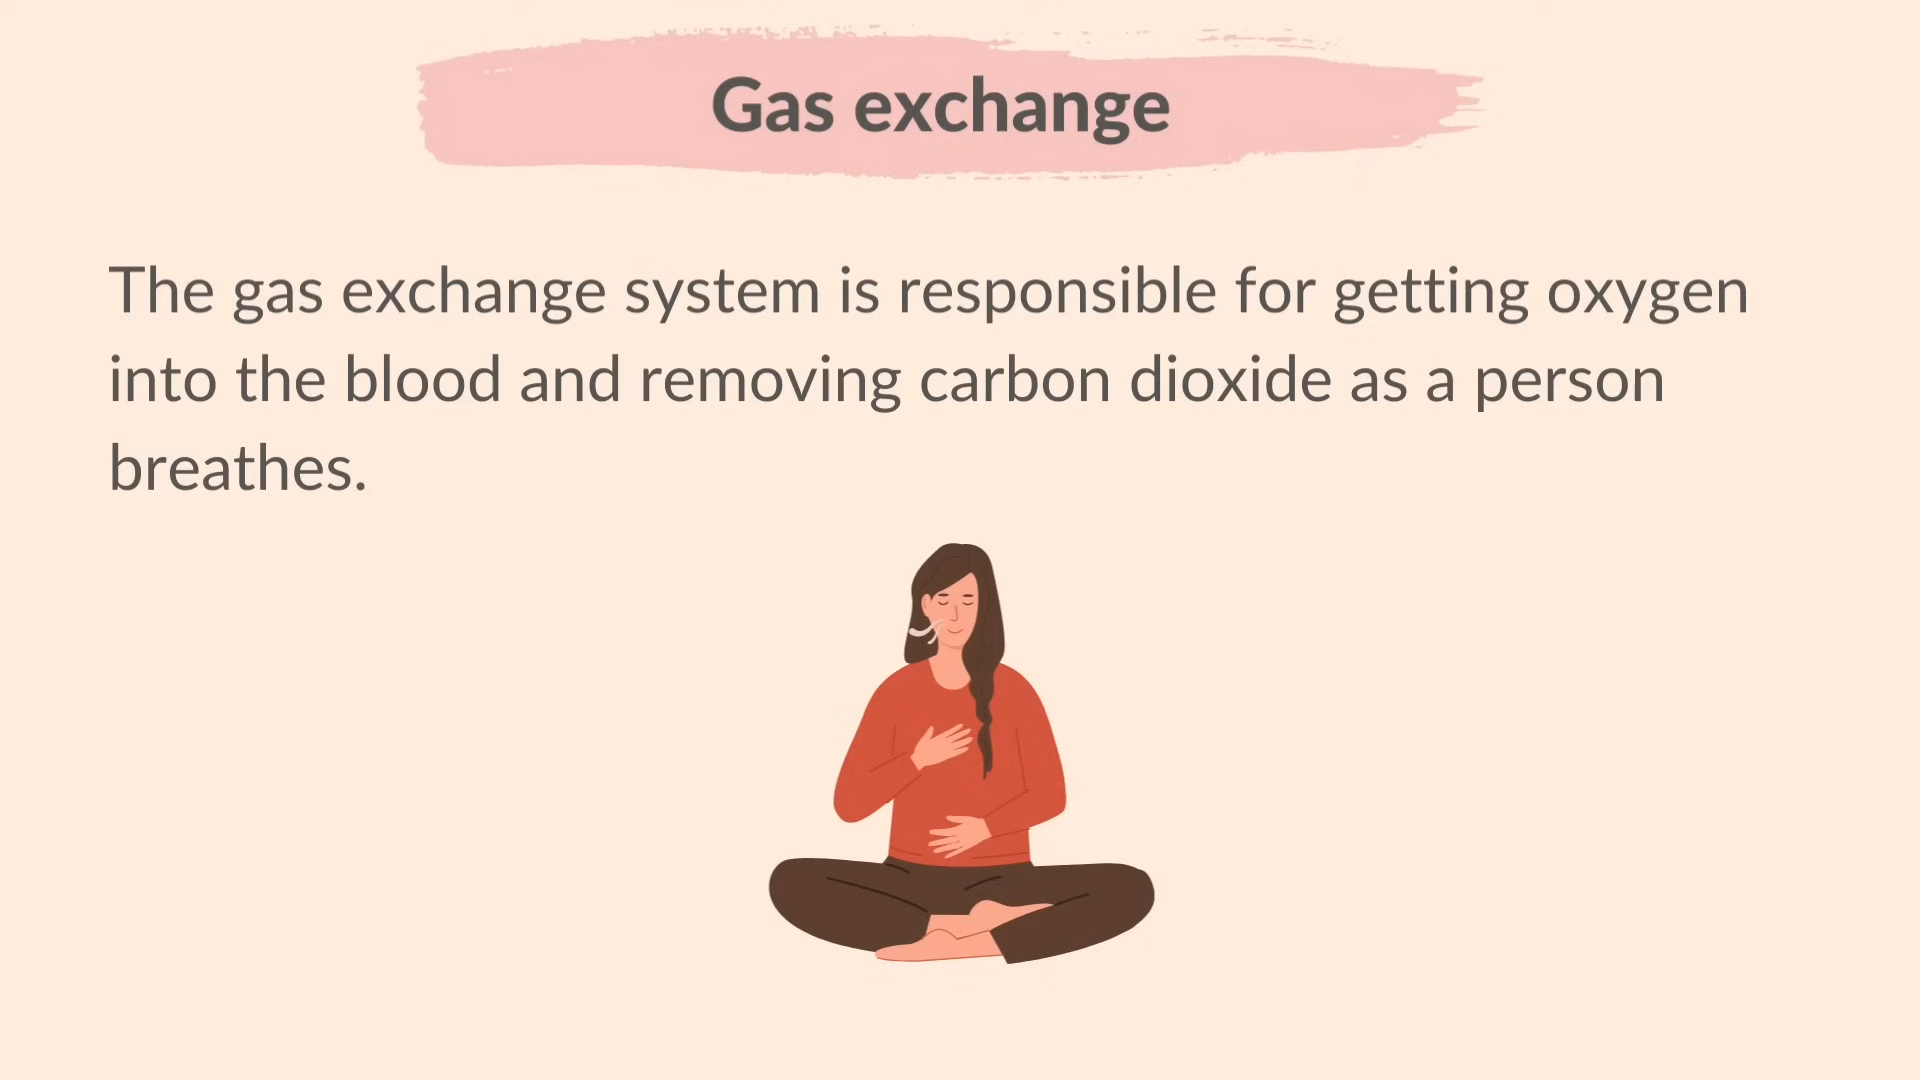 Gas exchange
The gas exchange system is responsible for getting oxygen
into the blood and removing carbon dioxide as a person
breathes.